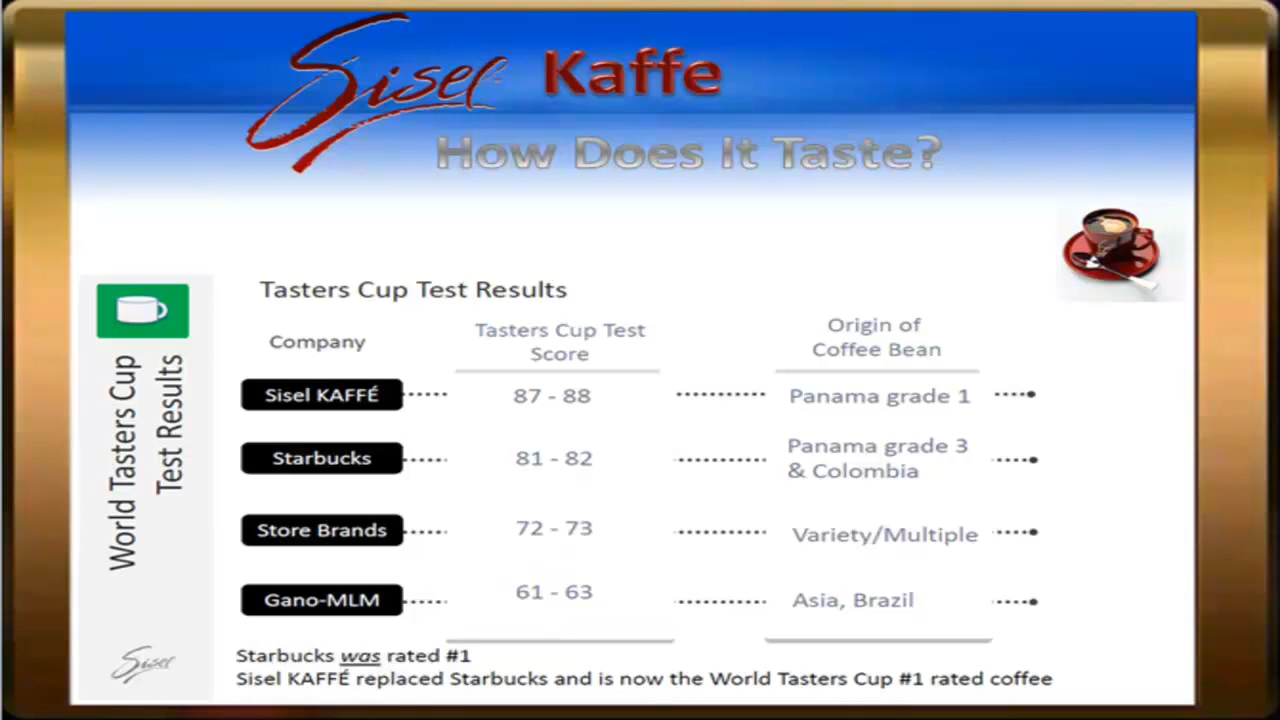 Sisel Kaffe
How Does It Taste?
World Tasters Cup
Test Results
Tasters Cup Test Results
Company
Tasters Cup Test
Score
Origin of
Coffee Bean
Sisel KAFFÉ 87 - 88 Panama grade 1
Starbucks 81 - 82 Panama grade 3
& Colombia
Store Brands 72 - 73 Variety/Multiple
Gano-MLM 61 - 63 Asia, Brazil
Sisel
Starbucks was rated #1
Sisel KAFFÉ replaced Starbucks and is now the World Tasters Cup #1 rated coffee